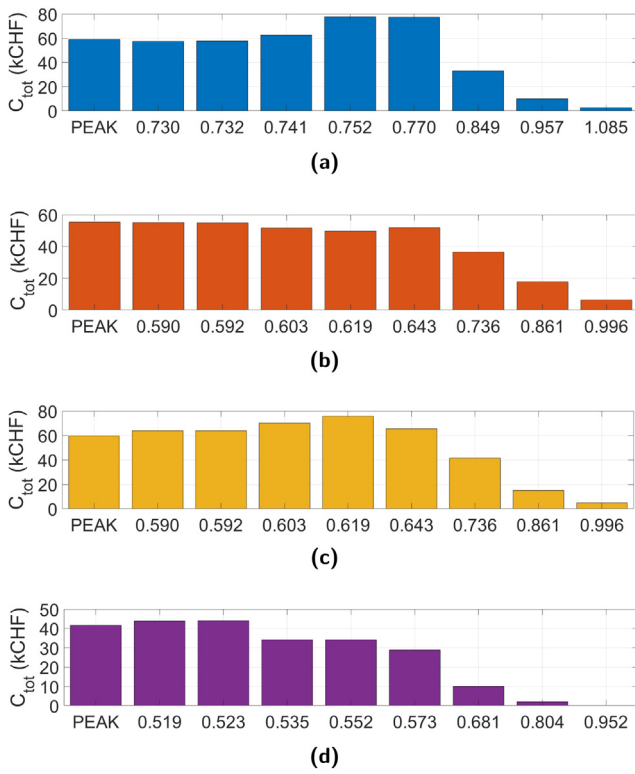 C_tot (kCHF)
80
60
40
20
0
PEAK 0.730 0.732 0.741 0.752 0.770 0.849 0.957 1.085
(a)
C_tot (kCHF)
60
40
20
0
PEAK 0.590 0.592 0.603 0.619 0.643 0.736 0.861 0.996
(b)
C_tot (kCHF)
80
60
40
20
0
PEAK 0.590 0.592 0.603 0.619 0.643 0.736 0.861 0.996
(c)
C_tot (kCHF)
50
40
30
20
10
0
PEAK 0.519 0.523 0.535 0.552 0.573 0.681 0.804 0.952
(d)